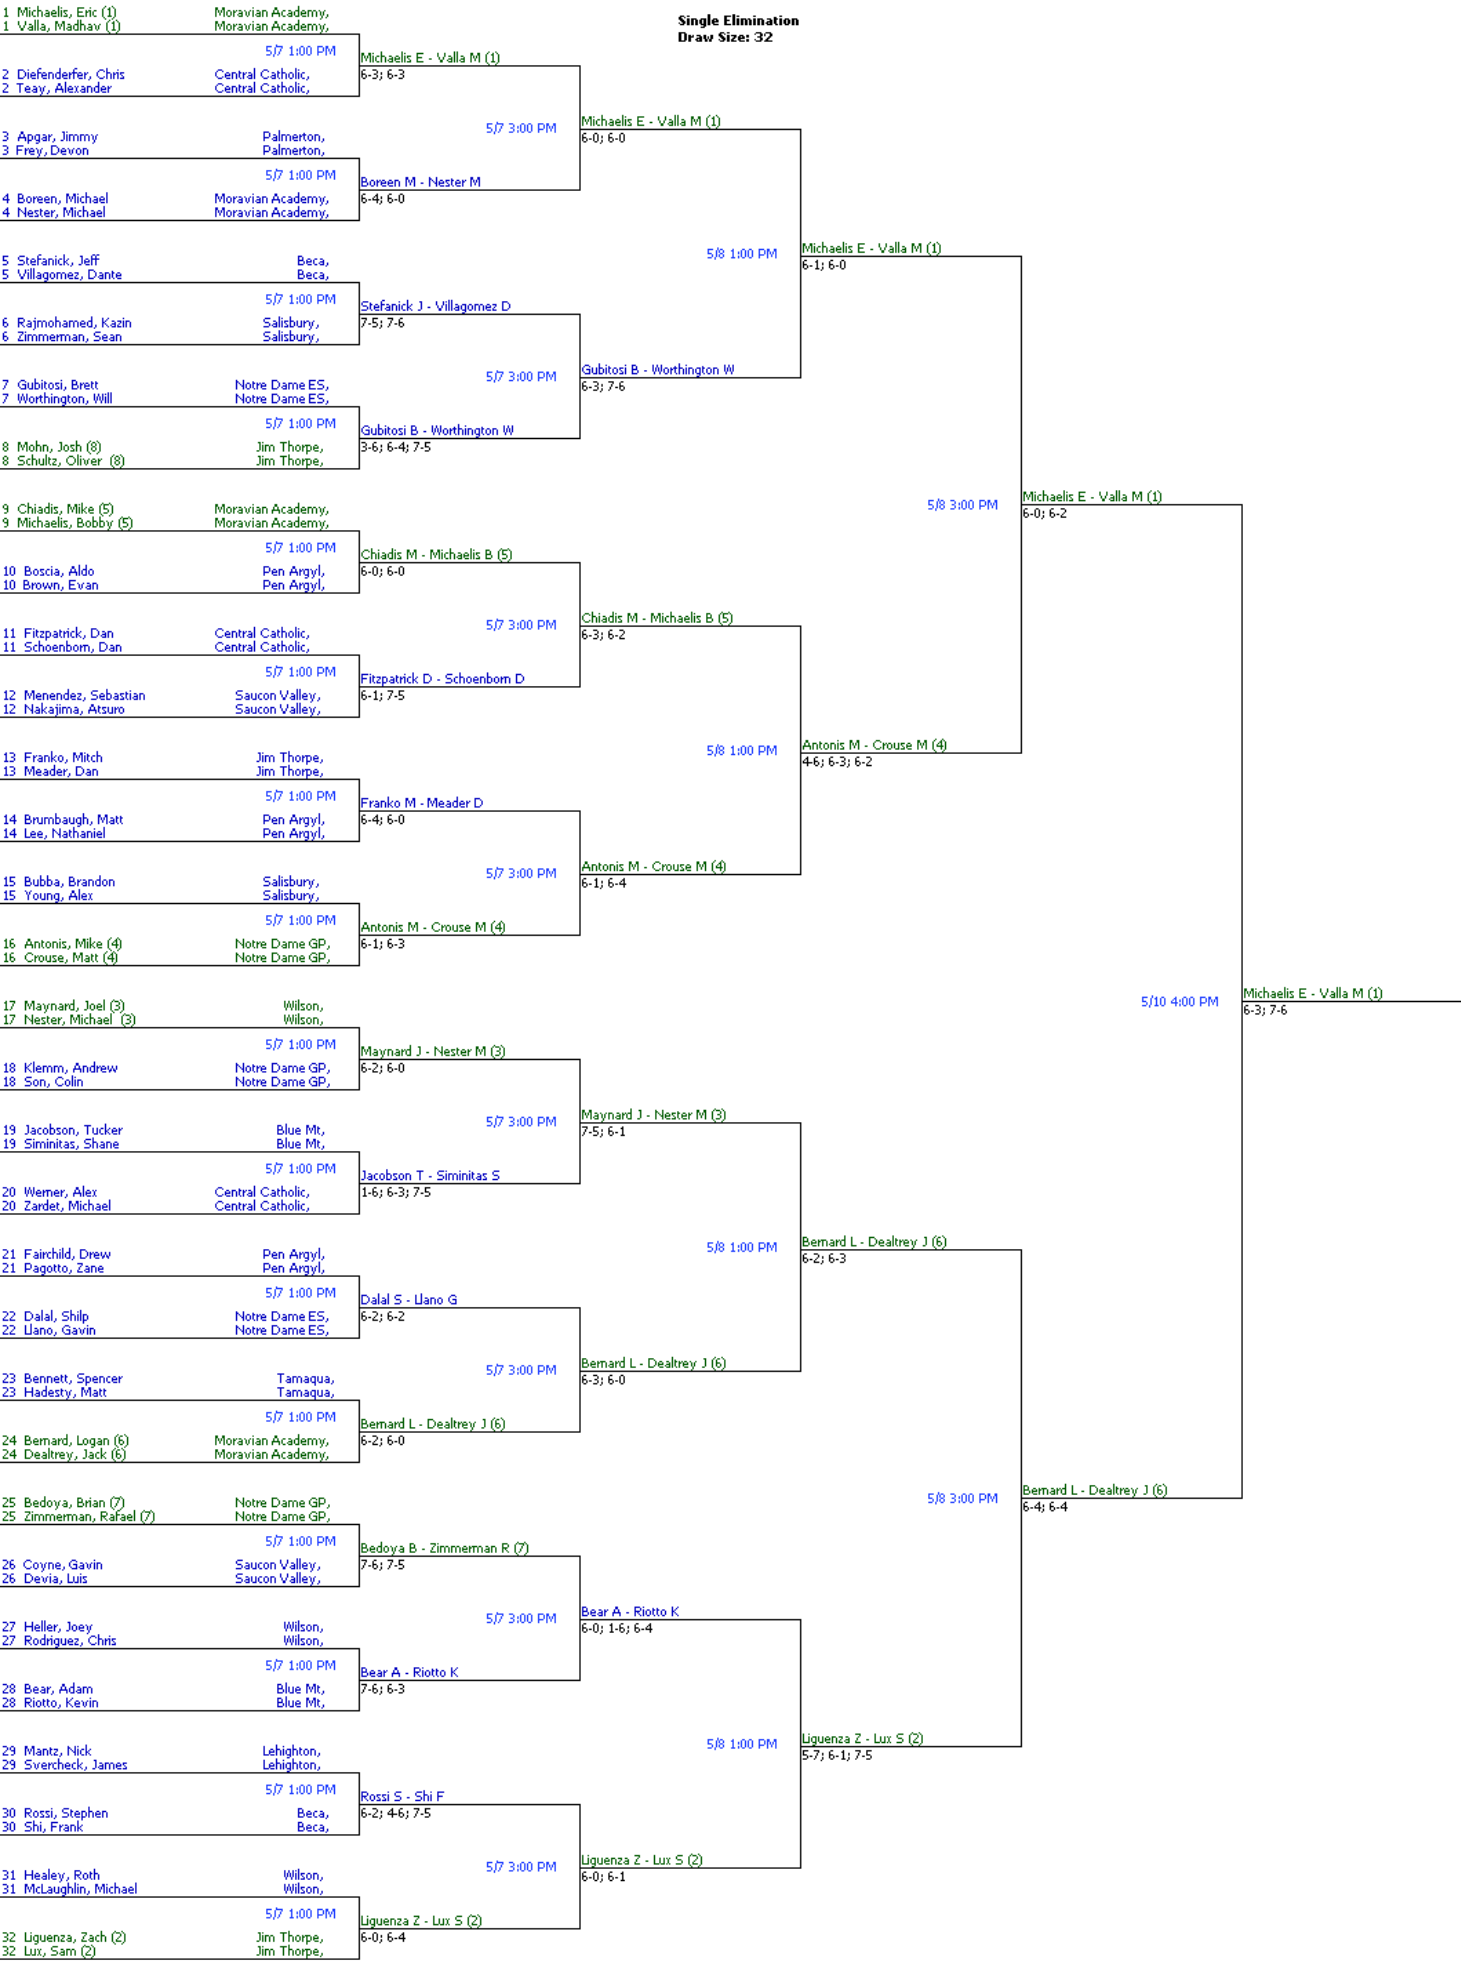 Single Elimination
Draw Size: 32
1 Michaelis, Eric (1) Moravian Academy,
1 Valla, Madhav (1) Moravian Academy,
5/7 1:00 PM
Michaelis E - Valla M (1)
6-3; 6-3
2 Diefenderfer, Chris Central Catholic,
2 Teay, Alexander Central Catholic,
5/7 3:00 PM
Michaelis E - Valla M (1)
6-0; 6-0
3 Apgar, Jimmy Palmerton,
3 Frey, Devon Palmerton,
5/7 1:00 PM
Boreen M - Nester M
6-4; 6-0
4 Boreen, Michael Moravian Academy,
4 Nester, Michael Moravian Academy,
5/8 1:00 PM
Michaelis E - Valla M (1)
6-1; 6-0
5 Stefanick, Jeff Beca,
5 Villagomez, Dante Beca,
5/7 1:00 PM
Stefanick J - Villagomez D
7-5; 7-6
6 Rajmohamed, Kazin Salisbury,
6 Zimmerman, Sean Salisbury,
5/7 3:00 PM
Gubitosi B - Worthington W
6-3; 7-6
7 Gubitosi, Brett Notre Dame ES,
7 Worthington, Will Notre Dame ES,
5/7 1:00 PM
Gubitosi B - Worthington W
3-6; 6-4; 7-5
8 Mohn, Josh (8) Jim Thorpe,
8 Schultz, Oliver (8) Jim Thorpe,
5/8 3:00 PM
Michaelis E - Valla M (1)
6-0; 6-2
9 Chiadis, Mike (5) Moravian Academy,
9 Michaelis, Bobby (5) Moravian Academy,
5/7 1:00 PM
Chiadis M - Michaelis B (5)
6-0; 6-0
10 Boscia, Aldo Pen Argyl,
10 Brown, Evan Pen Argyl,
5/7 3:00 PM
Chiadis M - Michaelis B (5)
6-3; 6-2
11 Fitzpatrick, Dan Central Catholic,
11 Schoenborn, Dan Central Catholic,
5/7 1:00 PM
Fitzpatrick D - Schoenborn D
6-1; 7-5
12 Menendez, Sebastian Saucon Valley,
12 Nakajima, Atsuro Saucon Valley,
5/8 1:00 PM
Antonis M - Crouse M (4)
4-6; 6-3; 6-2
13 Franko, Mitch Jim Thorpe,
13 Meader, Dan Jim Thorpe,
5/7 1:00 PM
Franko M - Meader D
6-4; 6-0
14 Brumbaugh, Matt Pen Argyl,
14 Lee, Nathaniel Pen Argyl,
5/7 3:00 PM
Antonis M - Crouse M (4)
6-1; 6-4
15 Bubba, Brandon Salisbury,
15 Young, Alex Salisbury,
5/7 1:00 PM
Antonis M - Crouse M (4)
6-1; 6-3
16 Antonis, Mike (4) Notre Dame GP,
16 Crouse, Matt (4) Notre Dame GP,
5/10 4:00 PM
Michaelis E - Valla M (1)
6-3; 7-6
17 Maynard, Joel (3) Wilson,
17 Nester, Michael (3) Wilson,
5/7 1:00 PM
Maynard J - Nester M (3)
6-2; 6-0
18 Klemm, Andrew Notre Dame GP,
18 Son, Colin Notre Dame GP,
5/7 3:00 PM
Maynard J - Nester M (3)
7-5; 6-1
19 Jacobson, Tucker Blue Mt,
19 Siminitas, Shane Blue Mt,
5/7 1:00 PM
Jacobson T - Siminitas S
1-6; 6-3; 7-5
20 Werner, Alex Central Catholic,
20 Zardet, Michael Central Catholic,
5/8 1:00 PM
Bernard L - Dealtrey J (6)
6-2; 6-3
21 Fairchild, Drew Pen Argyl,
21 Pagotto, Zane Pen Argyl,
5/7 1:00 PM
Dalal S - Llano G
6-2; 6-2
22 Dalal, Shilp Notre Dame ES,
22 Llano, Gavin Notre Dame ES,
5/7 3:00 PM
Bernard L - Dealtrey J (6)
6-3; 6-0
23 Bennett, Spencer Tamaqua,
23 Hadesty, Matt Tamaqua,
5/7 1:00 PM
Bernard L - Dealtrey J (6)
6-2; 6-0
24 Bernard, Logan (6) Moravian Academy,
24 Dealtrey, Jack (6) Moravian Academy,
5/8 3:00 PM
Bernard L - Dealtrey J (6)
6-4; 6-4
25 Bedoya, Brian (7) Notre Dame GP,
25 Zimmerman, Rafael (7) Notre Dame GP,
5/7 1:00 PM
Bedoya B - Zimmerman R (7)
7-6; 7-5
26 Coyne, Gavin Saucon Valley,
26 Devia, Luis Saucon Valley,
5/7 3:00 PM
Bear A - Riotto K
6-0; 1-6; 6-4
27 Heller, Joey Wilson,
27 Rodriguez, Chris Wilson,
5/7 1:00 PM
Bear A - Riotto K
7-6; 6-3
28 Bear, Adam Blue Mt,
28 Riotto, Kevin Blue Mt,
5/8 1:00 PM
Liguenza Z - Lux S (2)
5-7; 6-1; 7-5
29 Mantz, Nick Lehighton,
29 Svercheck, James Lehighton,
5/7 1:00 PM
Rossi S - Shi F
6-2; 4-6; 7-5
30 Rossi, Stephen Beca,
30 Shi, Frank Beca,
5/7 3:00 PM
Liguenza Z - Lux S (2)
6-0; 6-1
31 Healey, Roth Wilson,
31 McLaughlin, Michael Wilson,
5/7 1:00 PM
Liguenza Z - Lux S (2)
6-0; 6-4
32 Liguenza, Zach (2) Jim Thorpe,
32 Lux, Sam (2) Jim Thorpe,